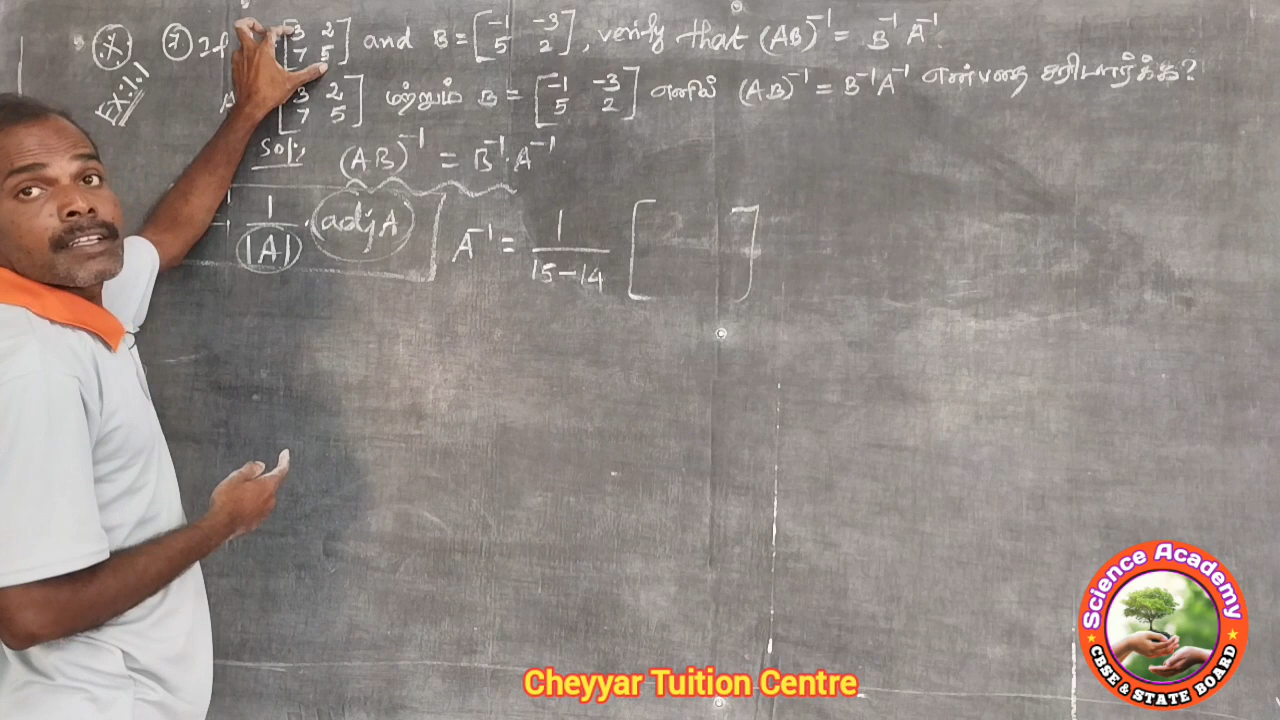 7 If [3 2] and B = [-1 -3], verify that (AB)⁻¹ = B⁻¹ A⁻¹.
[7 5] [5 2]
Ex:1.1
[3 2] மற்றும் B = [-1 -3] எனில் (AB)⁻¹ = B⁻¹A⁻¹ என்பதை சரிபார்க்க?
[7 5] [5 2]
Sol:, (AB)⁻¹ = B⁻¹. A⁻¹
1/|A| . adj A A⁻¹ = 1/15-14 [ ]
Science Academy
CBSE & STATE BOARD
Cheyyar Tuition Centre